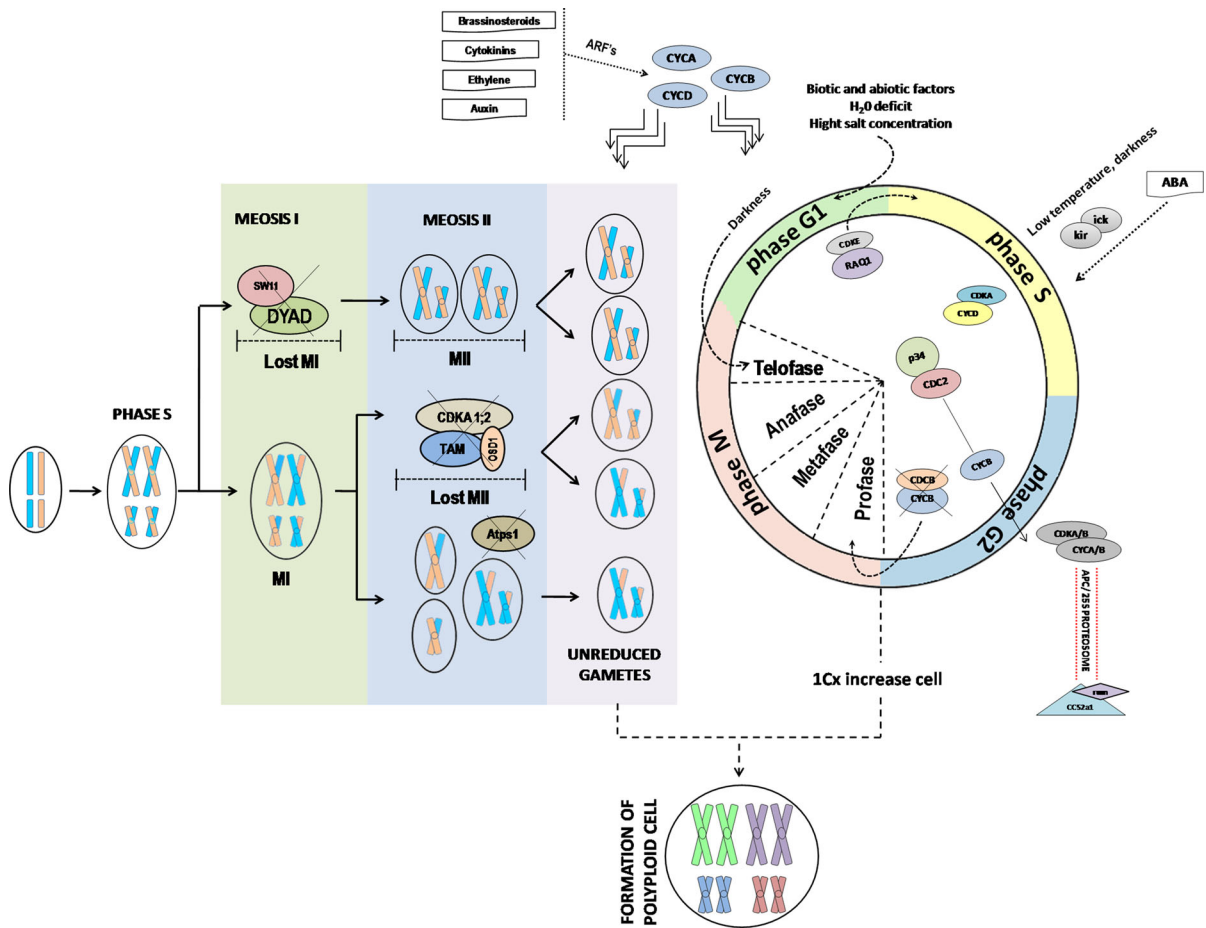 Brassinosteroids
Cytokinins
Ethylene
Auxin
ARF's
CYCA
CYCB
CYCD
Biotic and abiotic factors
H₂0 deficit
Hight salt concentration
Low temperature, darkness
ABA
ick
kir
Darkness
MEOSIS I
MEOSIS II
SW11
DYAD
Lost MI
MII
PHASE S
CDKA 1;2
TAM
OSD1
Lost MII
MI
Atps1
UNREDUCED
GAMETES
phase G1
phase S
phase G2
phase M
CDKE
RAQ1
CDKA
CYCD
p34
CDC2
CYCB
CDCB
CYCB
Telofase
Anafase
Metafase
Profase
CDKA/B
CYCA/B
APC/ 25S PROTEOSOME
CCS2a1
1Cx increase cell
FORMATION OF
POLYPLOID CELL